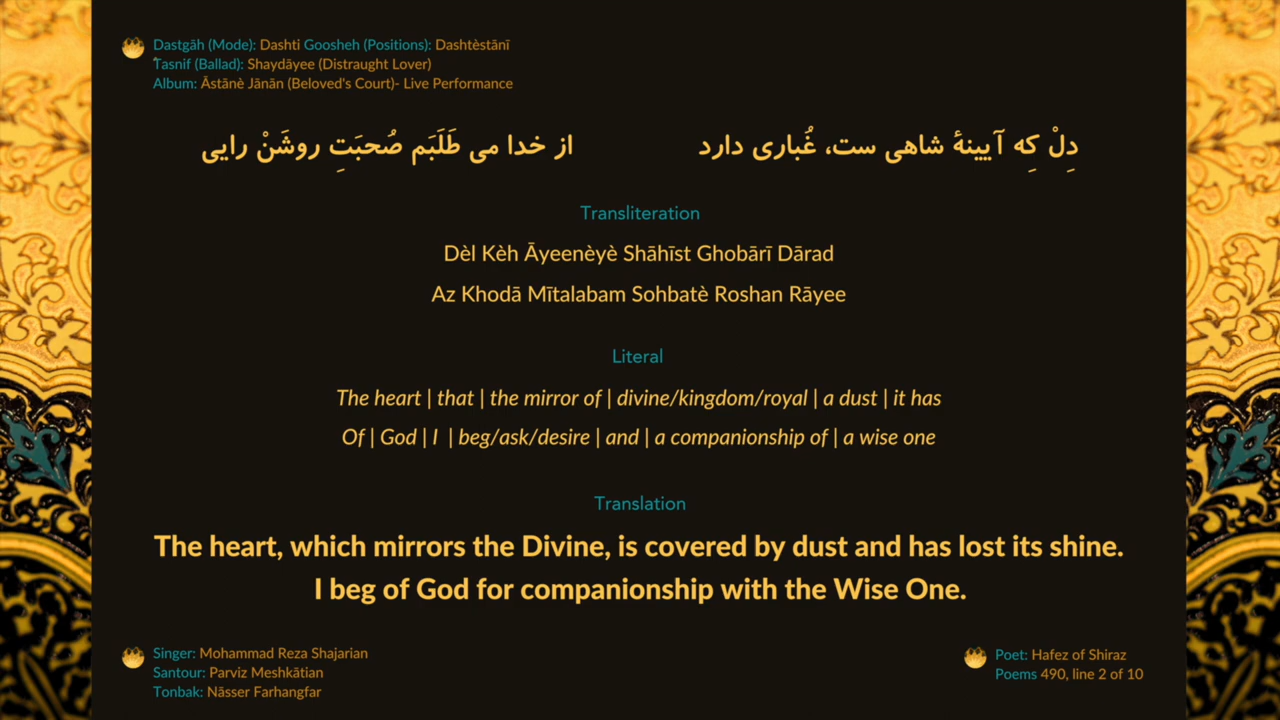 Dastgāh (Mode): Dashti Goosheh (Positions): Dashtèstānī
Tasnif (Ballad): Shaydāyee (Distraught Lover)
Album: Āstānè Jānān (Beloved's Court)- Live Performance
دِلْ کِه آیینهٔ شاهی ست، غُباری دارد
از خدا می طَلَبَم صُحبَتِ روشَنْ رایی
Transliteration
Dèl Kèh Āyeenèyè Shāhīst Ghobārī Dārad
Az Khodā Mītalabam Sohbatè Roshan Rāyee
Literal
The heart | that | the mirror of | divine/kingdom/royal | a dust | it has
Of | God | I | beg/ask/desire | and | a companionship of | a wise one
Translation
The heart, which mirrors the Divine, is covered by dust and has lost its shine.
I beg of God for companionship with the Wise One.
Singer: Mohammad Reza Shajarian
Santour: Parviz Meshkātian
Tonbak: Nāsser Farhangfar
Poet: Hafez of Shiraz
Poems 490, line 2 of 10